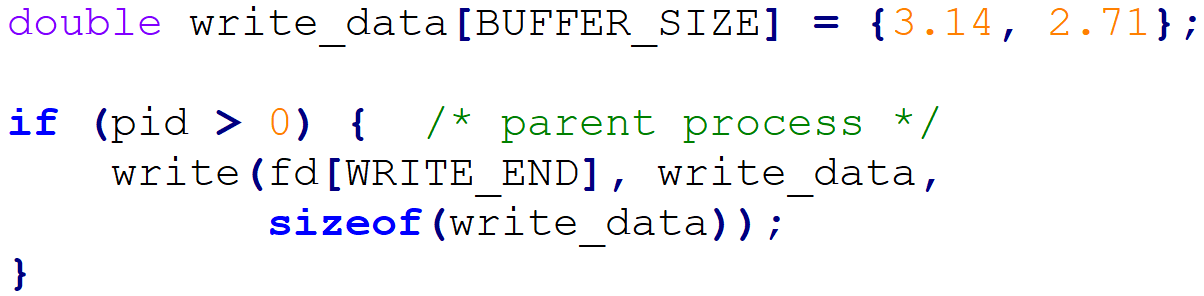 double write_data[BUFFER_SIZE] = {3.14, 2.71};
if (pid > 0) {  /* parent process */
write(fd[WRITE_END], write_data,
sizeof(write_data));
}